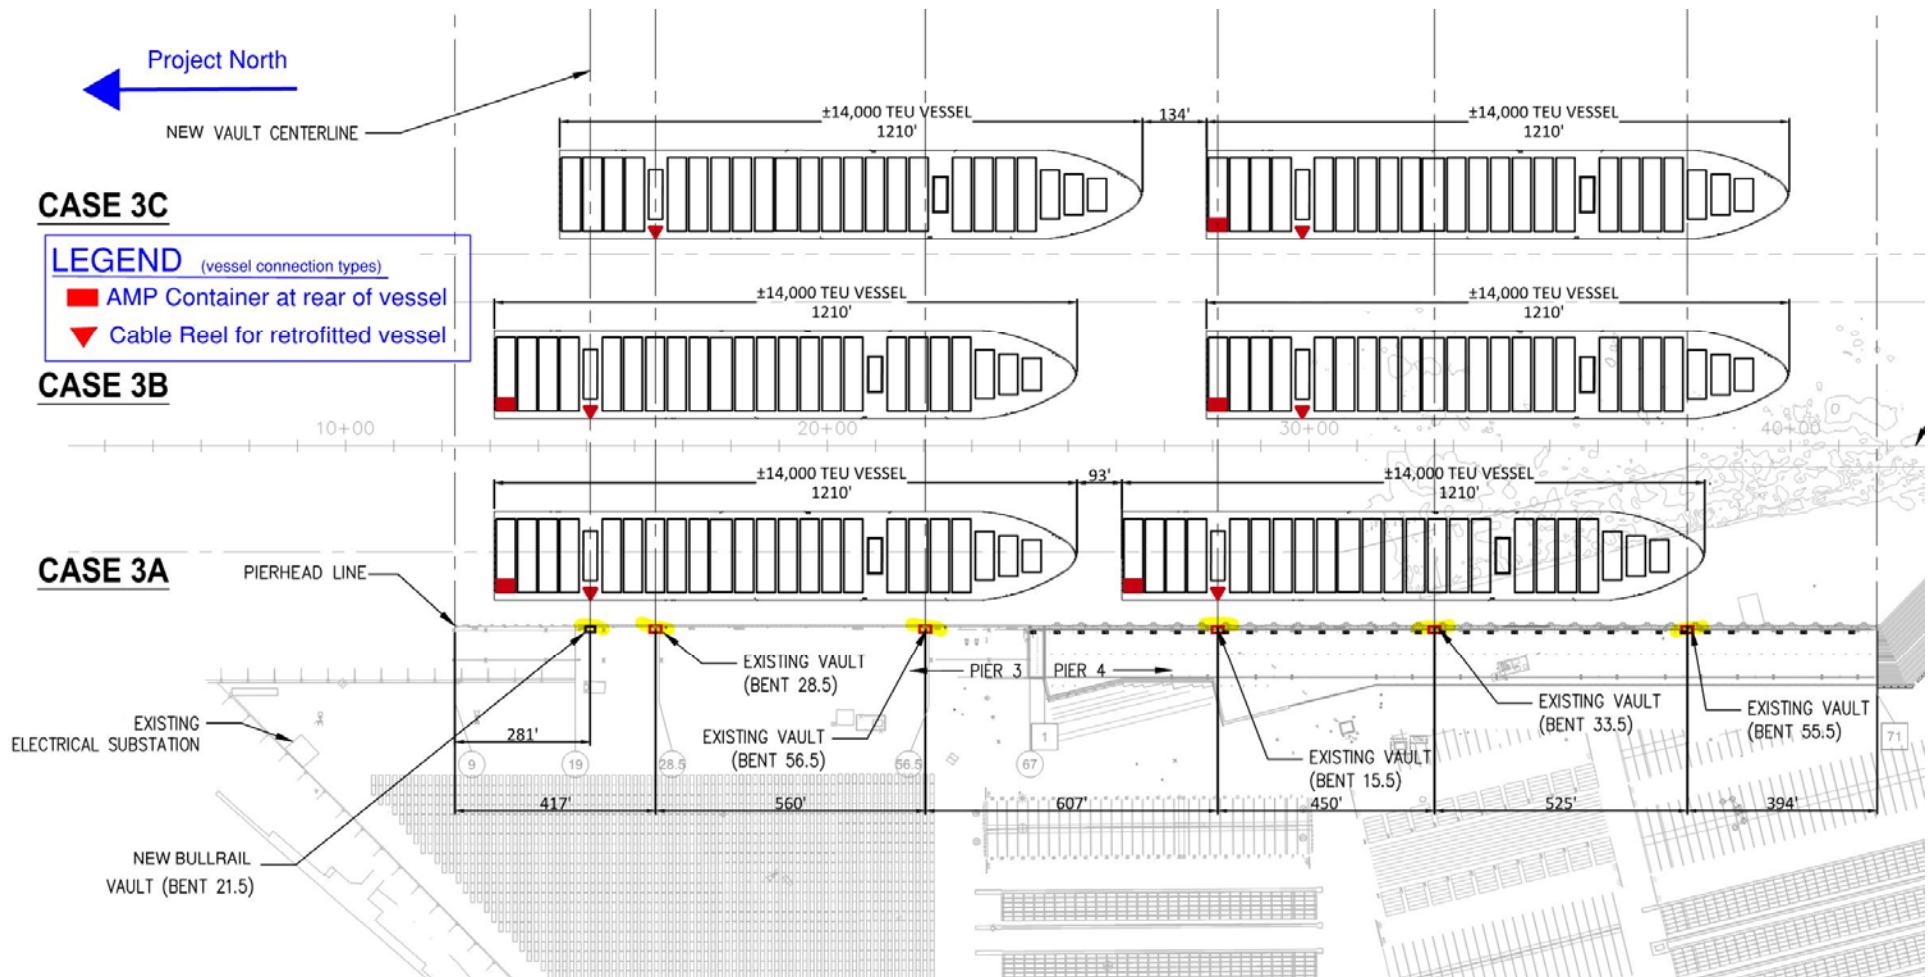 Project North
NEW VAULT CENTERLINE
±14,000 TEU VESSEL
1210'
134'
±14,000 TEU VESSEL
1210'
CASE 3C
LEGEND (vessel connection types)
AMP Container at rear of vessel
Cable Reel for retrofitted vessel
±14,000 TEU VESSEL
1210'
±14,000 TEU VESSEL
1210'
CASE 3B
10+00
20+00
30+00
40+00
±14,000 TEU VESSEL
1210'
93'
±14,000 TEU VESSEL
1210'
CASE 3A
PIERHEAD LINE
EXISTING VAULT
(BENT 28.5)
PIER 3
PIER 4
EXISTING
ELECTRICAL SUBSTATION
EXISTING VAULT
(BENT 56.5)
EXISTING VAULT
(BENT 15.5)
EXISTING VAULT
(BENT 33.5)
EXISTING VAULT
(BENT 55.5)
281'
9
19
28.5
56.5
67
1
71
417'
560'
607'
450'
525'
394'
NEW BULLRAIL
VAULT (BENT 21.5)